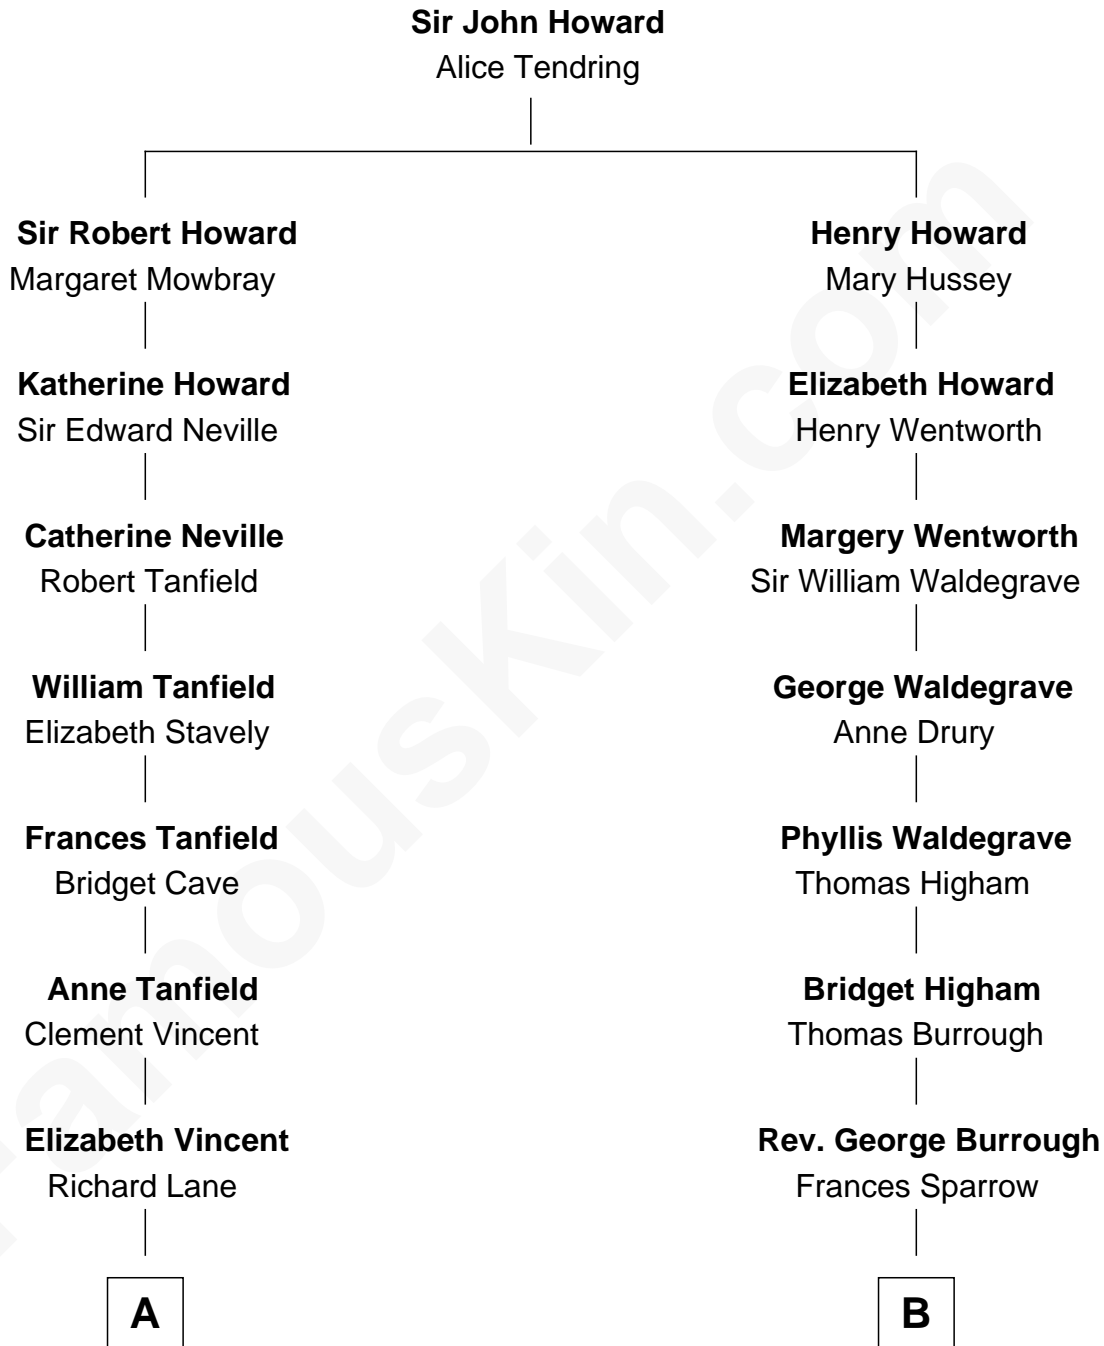 Sir John Howard
Alice Tendring
Sir Robert Howard
Margaret Mowbray
Henry Howard
Mary Hussey
Katherine Howard
Sir Edward Neville
Elizabeth Howard
Henry Wentworth
Catherine Neville
Robert Tanfield
Margery Wentworth
Sir William Waldegrave
William Tanfield
Elizabeth Stavely
George Waldegrave
Anne Drury
Frances Tanfield
Bridget Cave
Phyllis Waldegrave
Thomas Higham
Anne Tanfield
Clement Vincent
Bridget Higham
Thomas Burrough
Elizabeth Vincent
Richard Lane
Rev. George Burrough
Frances Sparrow
A
B
FamousKin.com